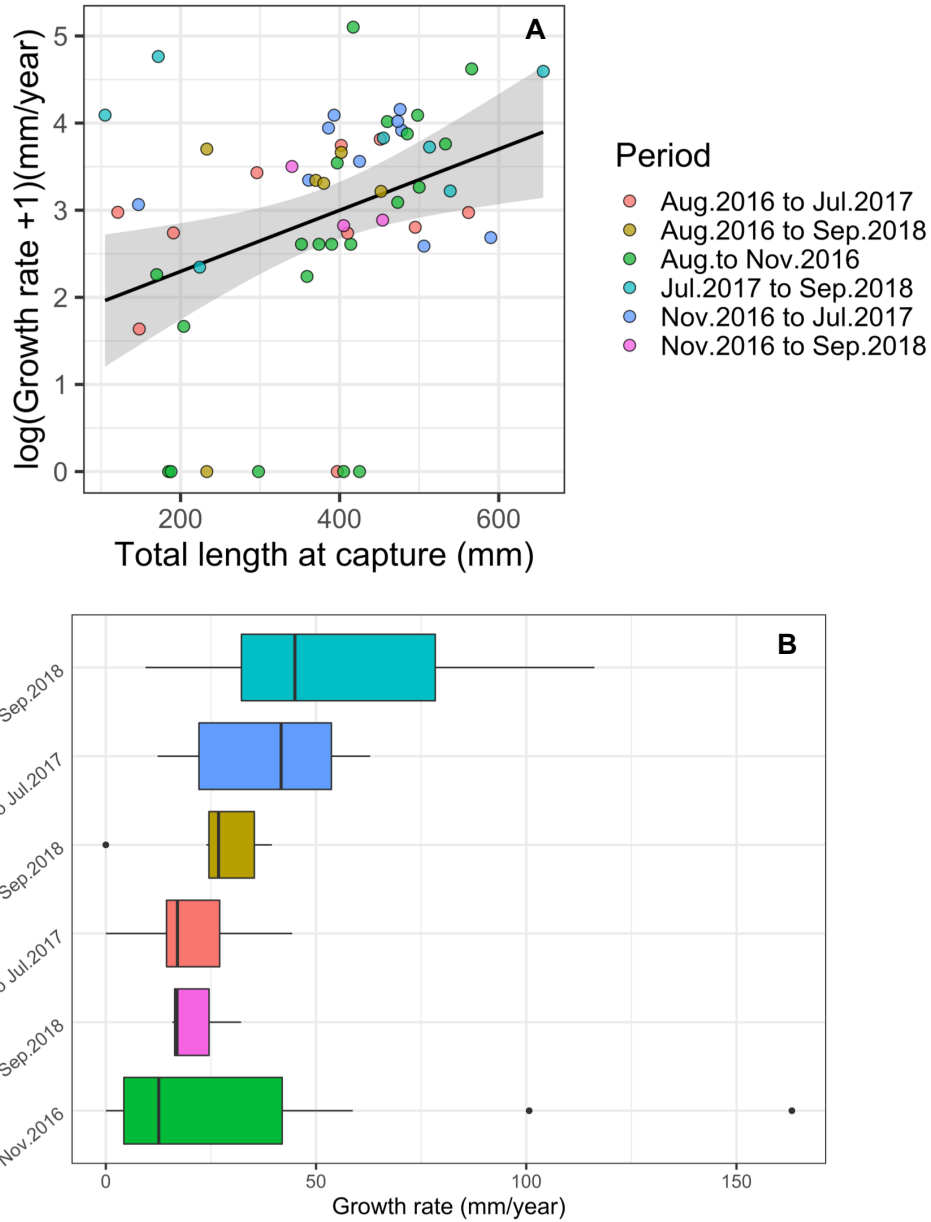 A
log(Growth rate +1)(mm/year)
5
4
3
2
1
0
200 400 600
Total length at capture (mm)
Period
Aug.2016 to Jul.2017
Aug.2016 to Sep.2018
Aug.to Nov.2016
Jul.2017 to Sep.2018
Nov.2016 to Jul.2017
Nov.2016 to Sep.2018
B
Sep.2018
Jul.2017
Sep.2018
Jul.2017
Sep.2018
Nov.2016
0 50 100 150
Growth rate (mm/year)